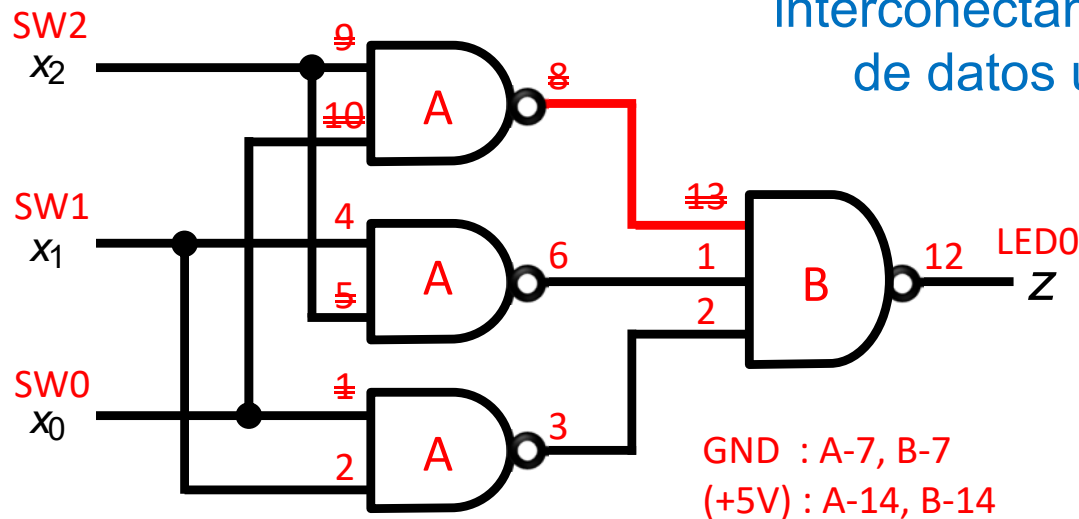 interconectar
de datos u
SW2
x2
9
10
A
8
SW1
x1
4
5
A
6
SW0
x0
1
2
A
3
13
1
2
B
12
LED0
z
GND : A-7, B-7
(+5V) : A-14, B-14